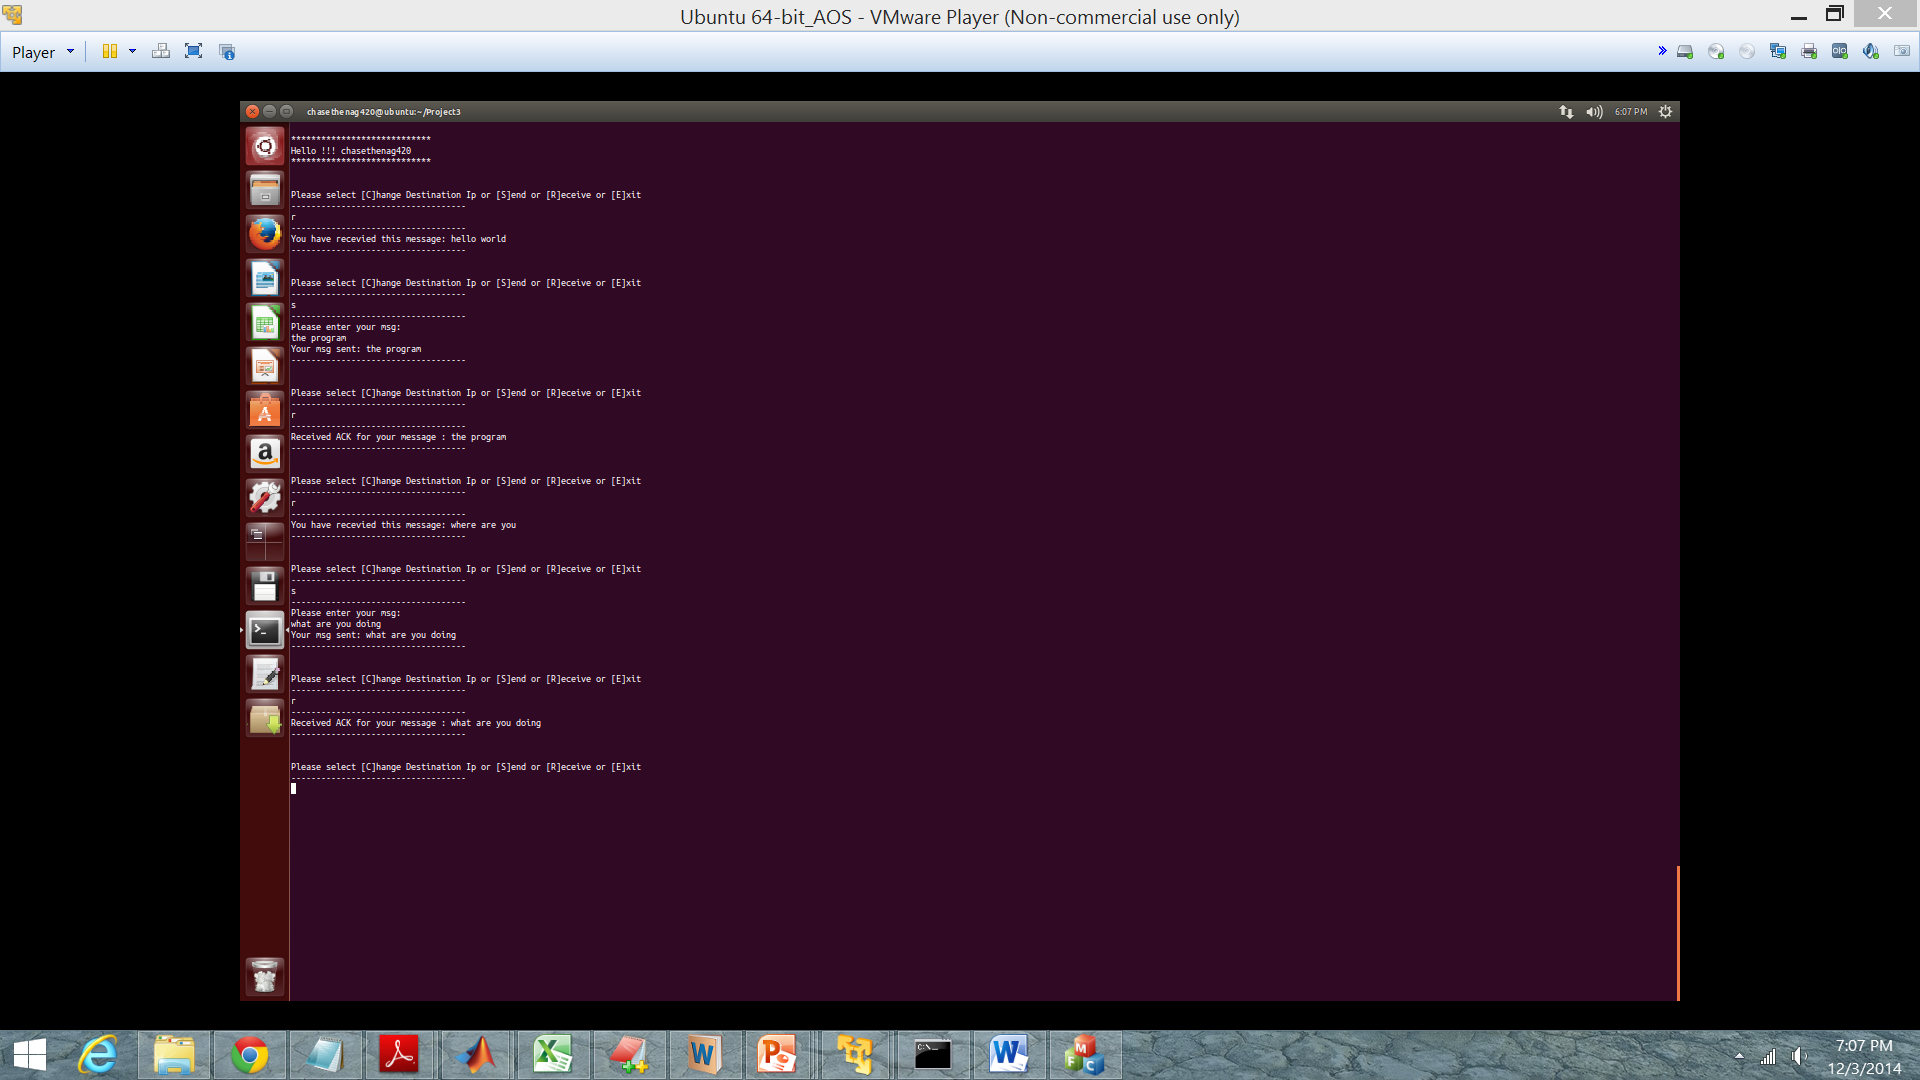 Ubuntu 64-bit_AOS - VMware Player (Non-commercial use only)
Player
chasethenag420@ubuntu: ~/Project3
6:07 PM
****************************
Hello !!! chasethenag420
****************************
Please select [C]hange Destination Ip or [S]end or [R]eceive or [E]xit
-----------------------------------
r
-----------------------------------
You have recevied this message: hello world
-----------------------------------
Please select [C]hange Destination Ip or [S]end or [R]eceive or [E]xit
-----------------------------------
s
-----------------------------------
Please enter your msg:
the program
Your msg sent: the program
-----------------------------------
Please select [C]hange Destination Ip or [S]end or [R]eceive or [E]xit
-----------------------------------
r
-----------------------------------
Received ACK for your message : the program
-----------------------------------
Please select [C]hange Destination Ip or [S]end or [R]eceive or [E]xit
-----------------------------------
r
-----------------------------------
You have recevied this message: where are you
-----------------------------------
Please select [C]hange Destination Ip or [S]end or [R]eceive or [E]xit
-----------------------------------
s
-----------------------------------
Please enter your msg:
what are you doing
Your msg sent: what are you doing
-----------------------------------
Please select [C]hange Destination Ip or [S]end or [R]eceive or [E]xit
-----------------------------------
r
-----------------------------------
Received ACK for your message : what are you doing
-----------------------------------
Please select [C]hange Destination Ip or [S]end or [R]eceive or [E]xit
-----------------------------------
7:07 PM
12/3/2014